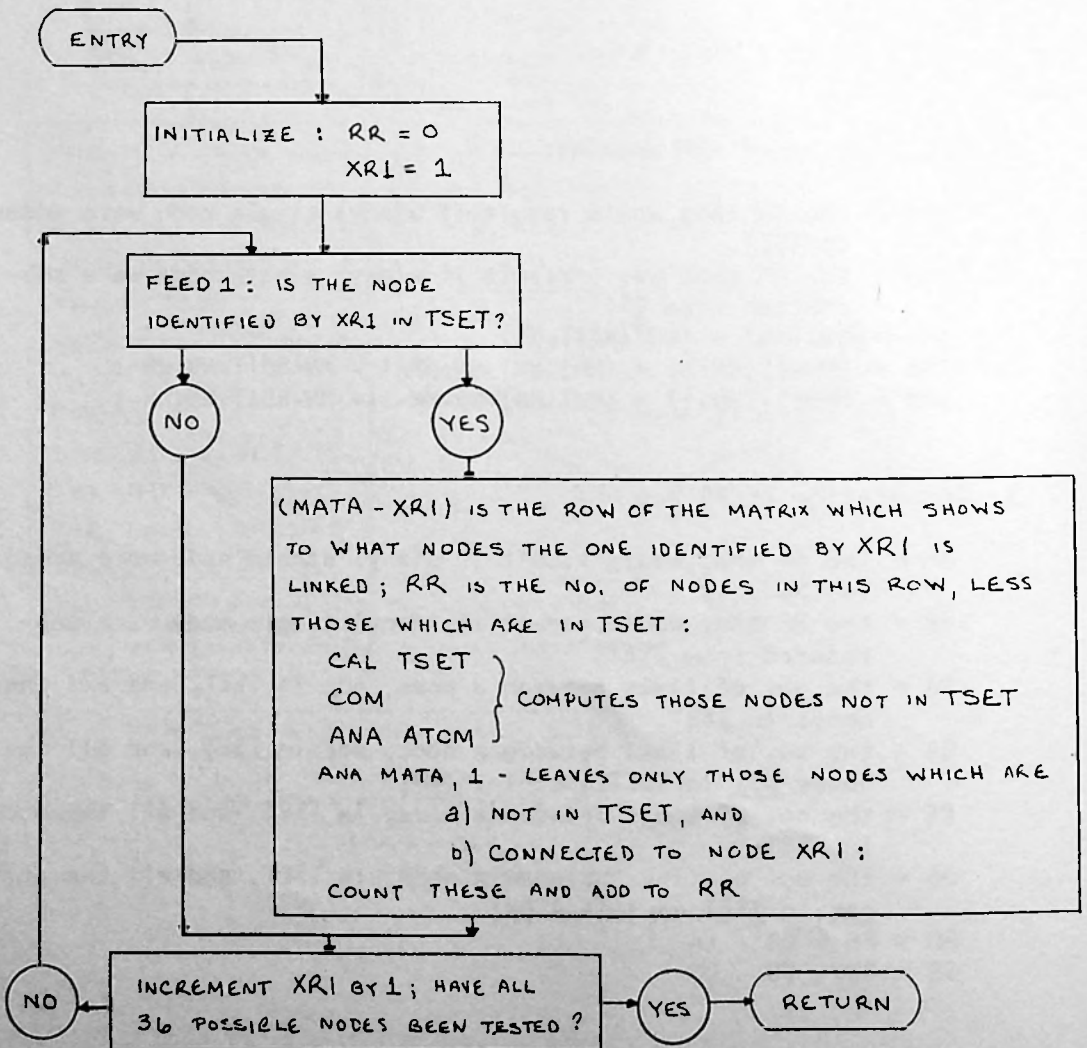 ENTRY
INITIALIZE : RR = 0
XR1 = 1
FEED 1 : IS THE NODE
IDENTIFIED BY XR1 IN TSET?
NO
YES
(MATA - XR1) IS THE ROW OF THE MATRIX WHICH SHOWS
TO WHAT NODES THE ONE IDENTIFIED BY XR1 IS
LINKED; RR IS THE NO. OF NODES IN THIS ROW, LESS
THOSE WHICH ARE IN TSET :
CAL TSET
COM
ANA ATOM
COMPUTES THOSE NODES NOT IN TSET
ANA MATA, 1 - LEAVES ONLY THOSE NODES WHICH ARE
a) NOT IN TSET, AND
b) CONNECTED TO NODE XR1:
COUNT THESE AND ADD TO RR
NO
INCREMENT XR1 BY 1; HAVE ALL
36 POSSIBLE NODES BEEN TESTED?
YES
RETURN